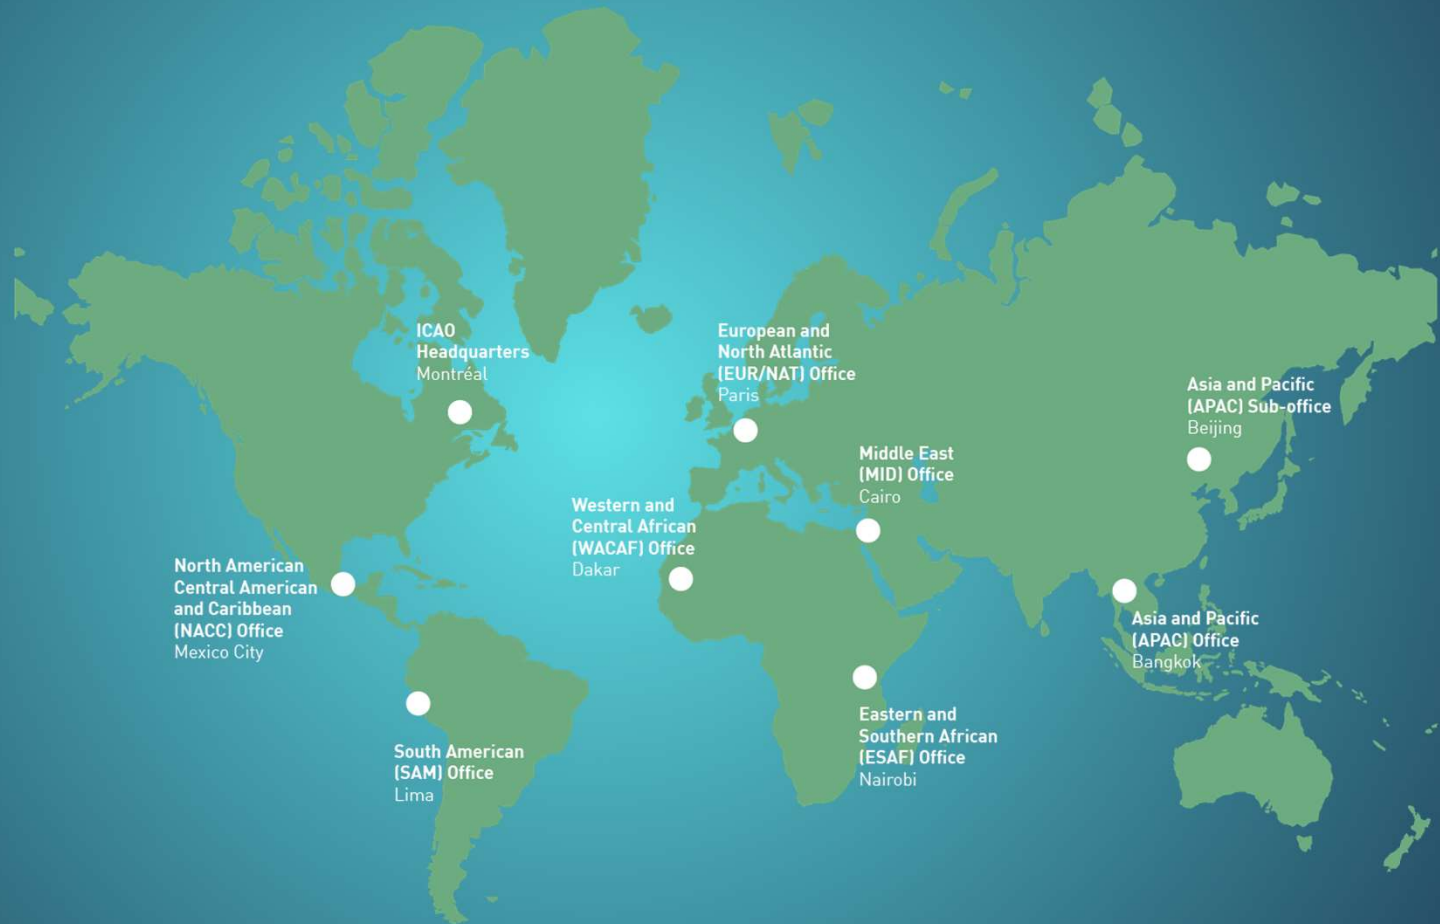 ICAO
Headquarters
Montréal
European and
North Atlantic
(EUR/NAT) Office
Paris
Asia and Pacific
(APAC) Sub-office
Beijing
Middle East
(MID) Office
Cairo
Western and
Central African
(WACAF) Office
Dakar
North American
Central American
and Caribbean
(NACC) Office
Mexico City
Asia and Pacific
(APAC) Office
Bangkok
Eastern and
Southern African
(ESAF) Office
Nairobi
South American
(SAM) Office
Lima